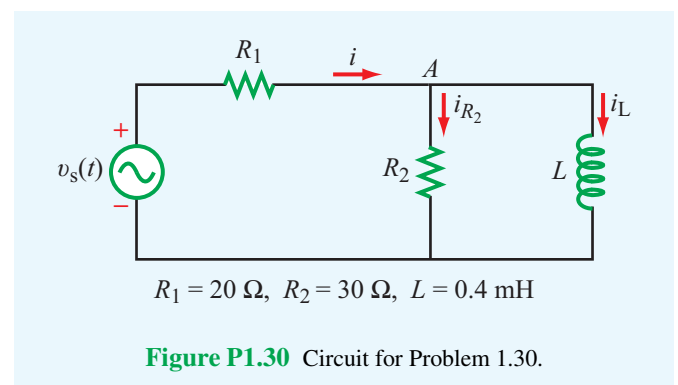 R1 i A
iR2 iL
+
υs(t) R2 L
−
R1 = 20 Ω, R2 = 30 Ω, L = 0.4 mH
Figure P1.30 Circuit for Problem 1.30.